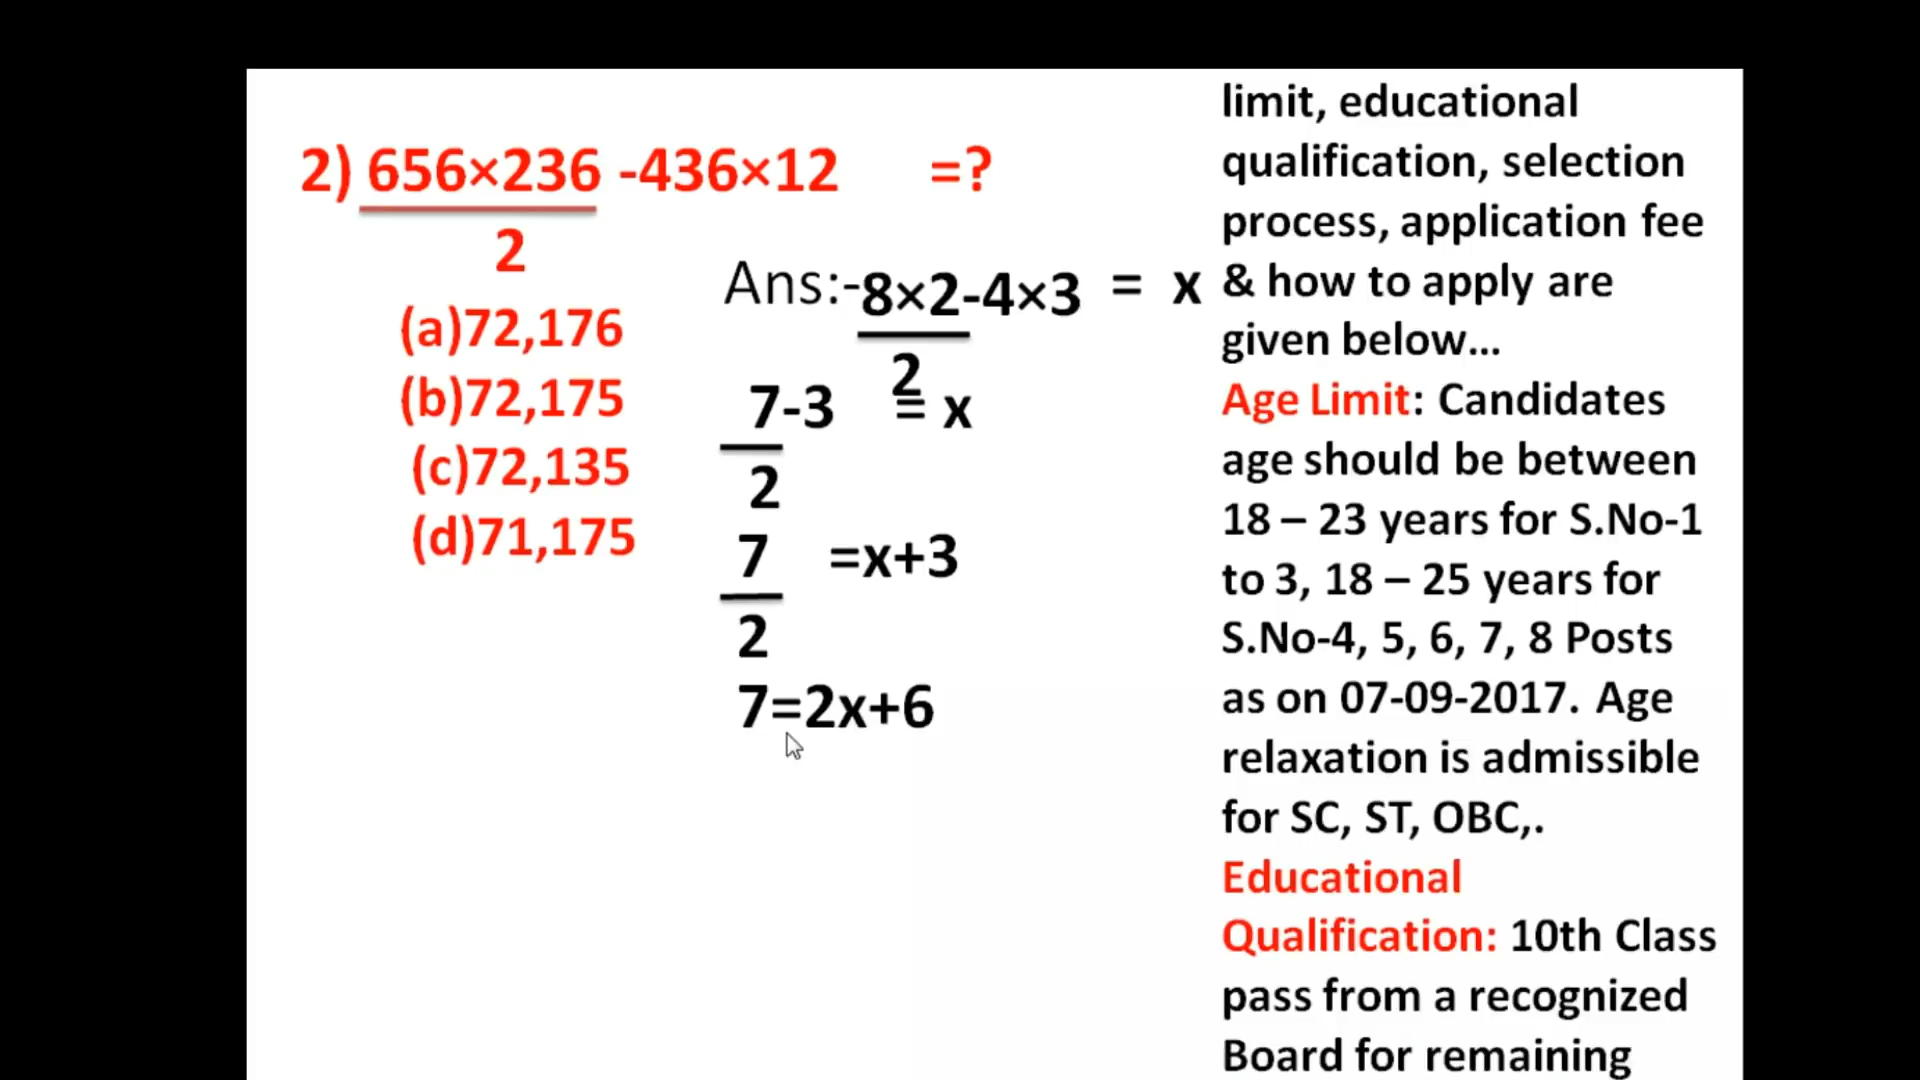 2) 656×236 -436×12 =?
2
(a)72,176
(b)72,175
(c)72,135
(d)71,175
Ans:-8×2-4×3 = x
2
7-3 = x
2
7 =x+3
2
7=2x+6
limit, educational
qualification, selection
process, application fee
& how to apply are
given below...
Age Limit: Candidates
age should be between
18 – 23 years for S.No-1
to 3, 18 – 25 years for
S.No-4, 5, 6, 7, 8 Posts
as on 07-09-2017. Age
relaxation is admissible
for SC, ST, OBC,.
Educational
Qualification: 10th Class
pass from a recognized
Board for remaining